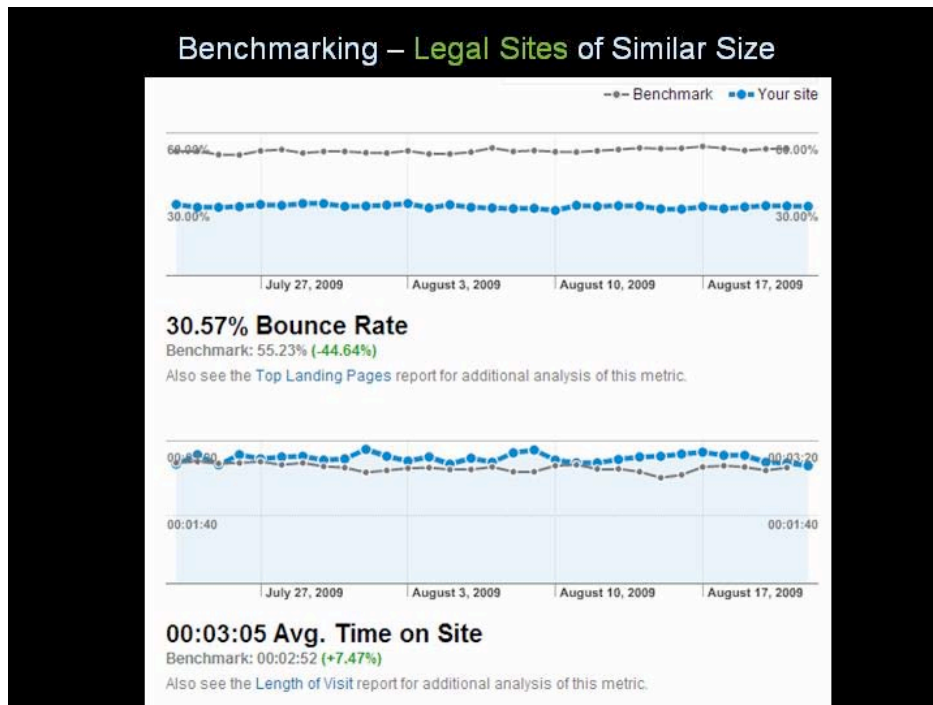 Benchmarking – Legal Sites of Similar Size
Benchmark Your site
60.00% 60.00%
30.00% 30.00%
July 27, 2009 August 3, 2009 August 10, 2009 August 17, 2009
30.57% Bounce Rate
Benchmark: 55.23% (-44.64%)
Also see the Top Landing Pages report for additional analysis of this metric.
00:03:20
00:01:40 00:01:40
July 27, 2009 August 3, 2009 August 10, 2009 August 17, 2009
00:03:05 Avg. Time on Site
Benchmark: 00:02:52 (+7.47%)
Also see the Length of Visit report for additional analysis of this metric.